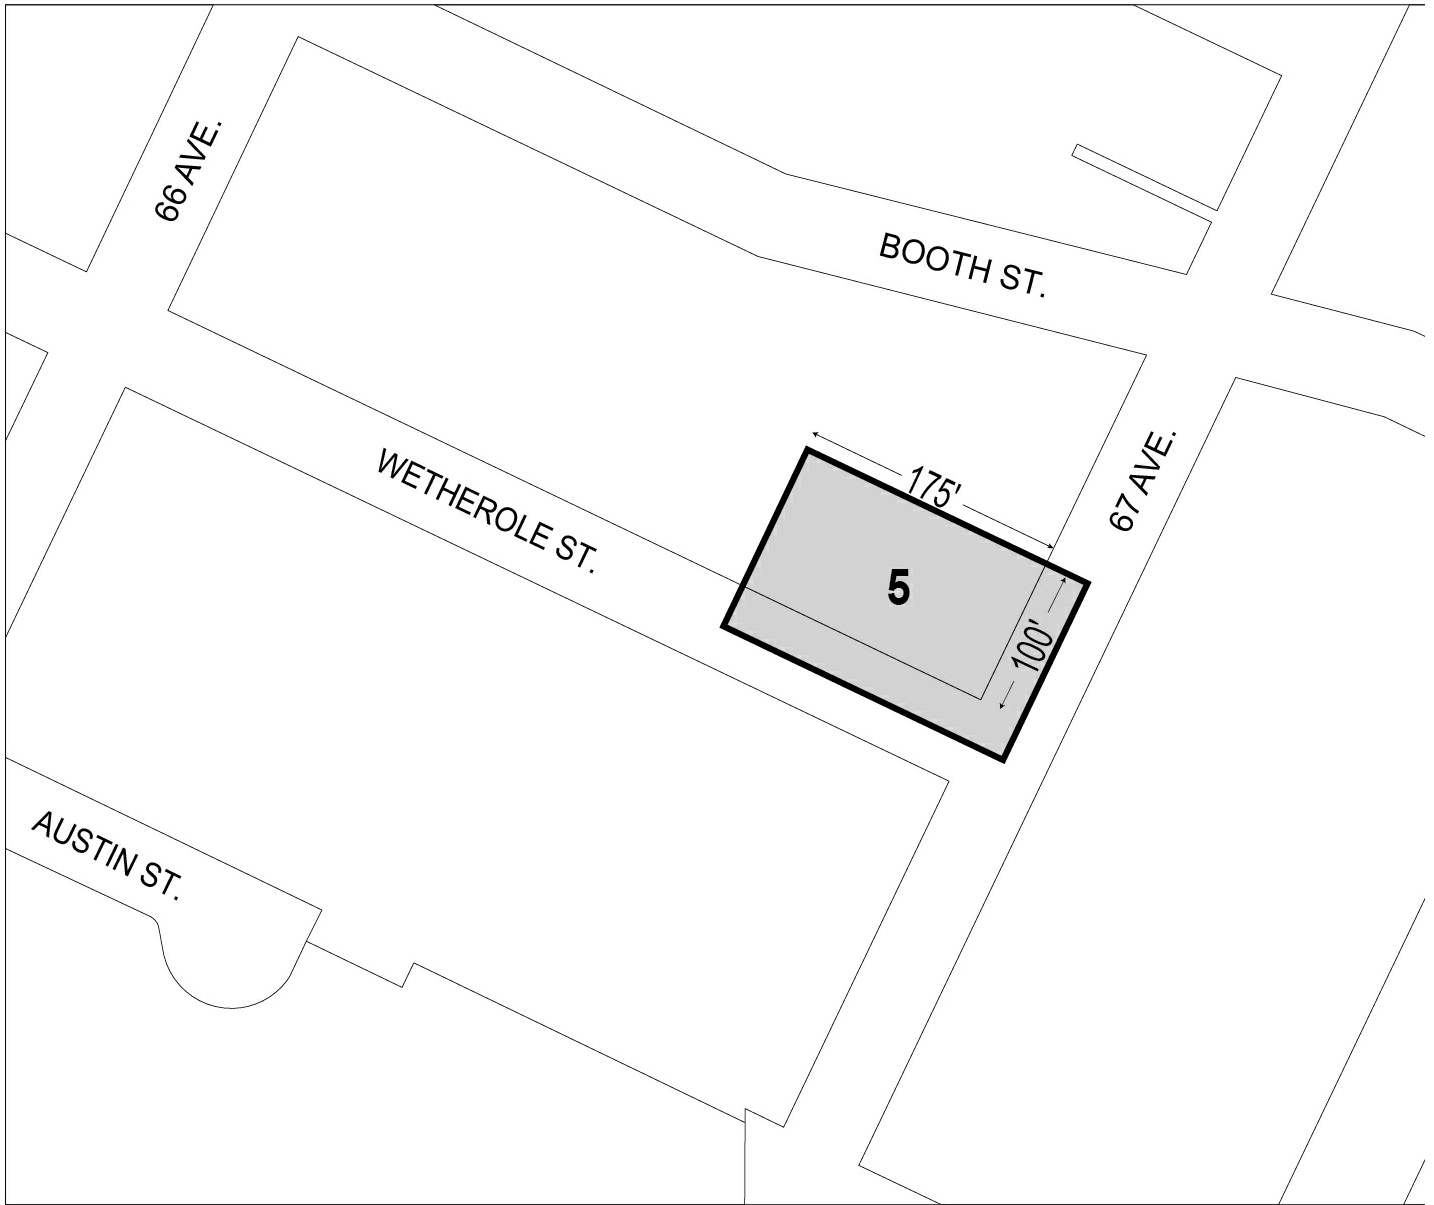 66 AVE.
BOOTH ST.
WETHEROLE ST.
175'
67 AVE.
5
100'
AUSTIN ST.